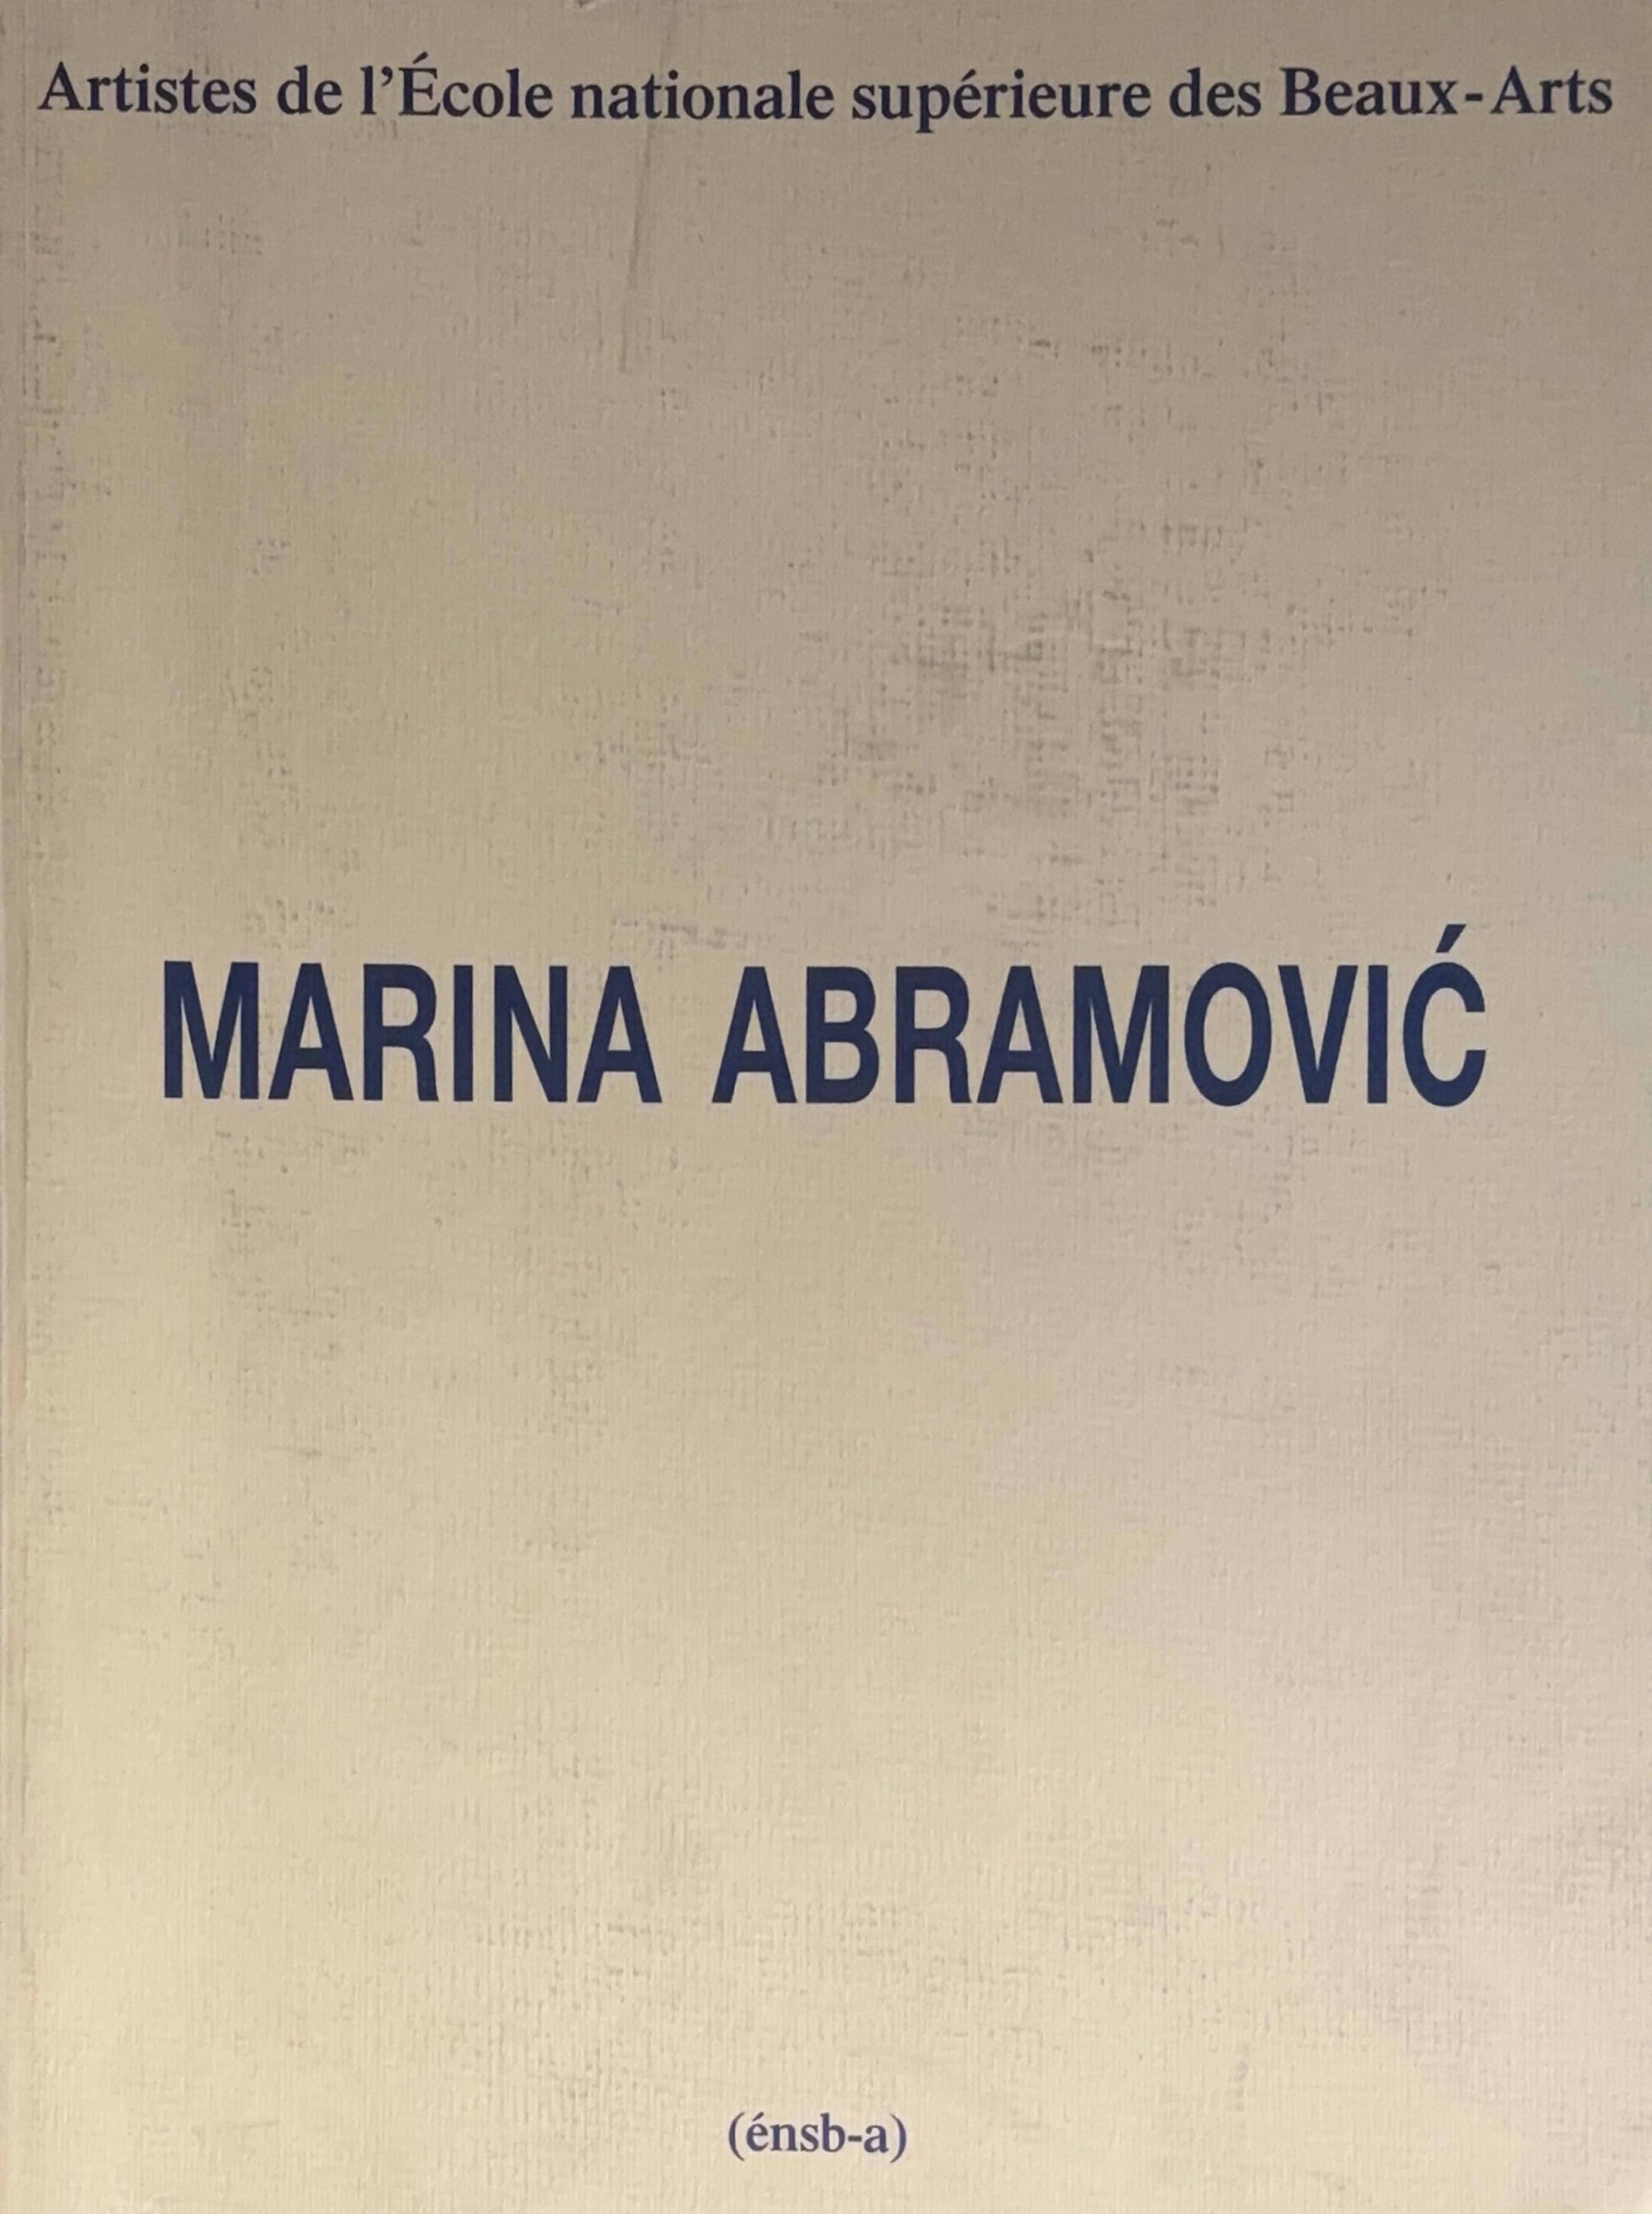 Artistes de l'École nationale supérieure des Beaux-Arts
MARINA ABRAMOVIĆ
(énsb-a)